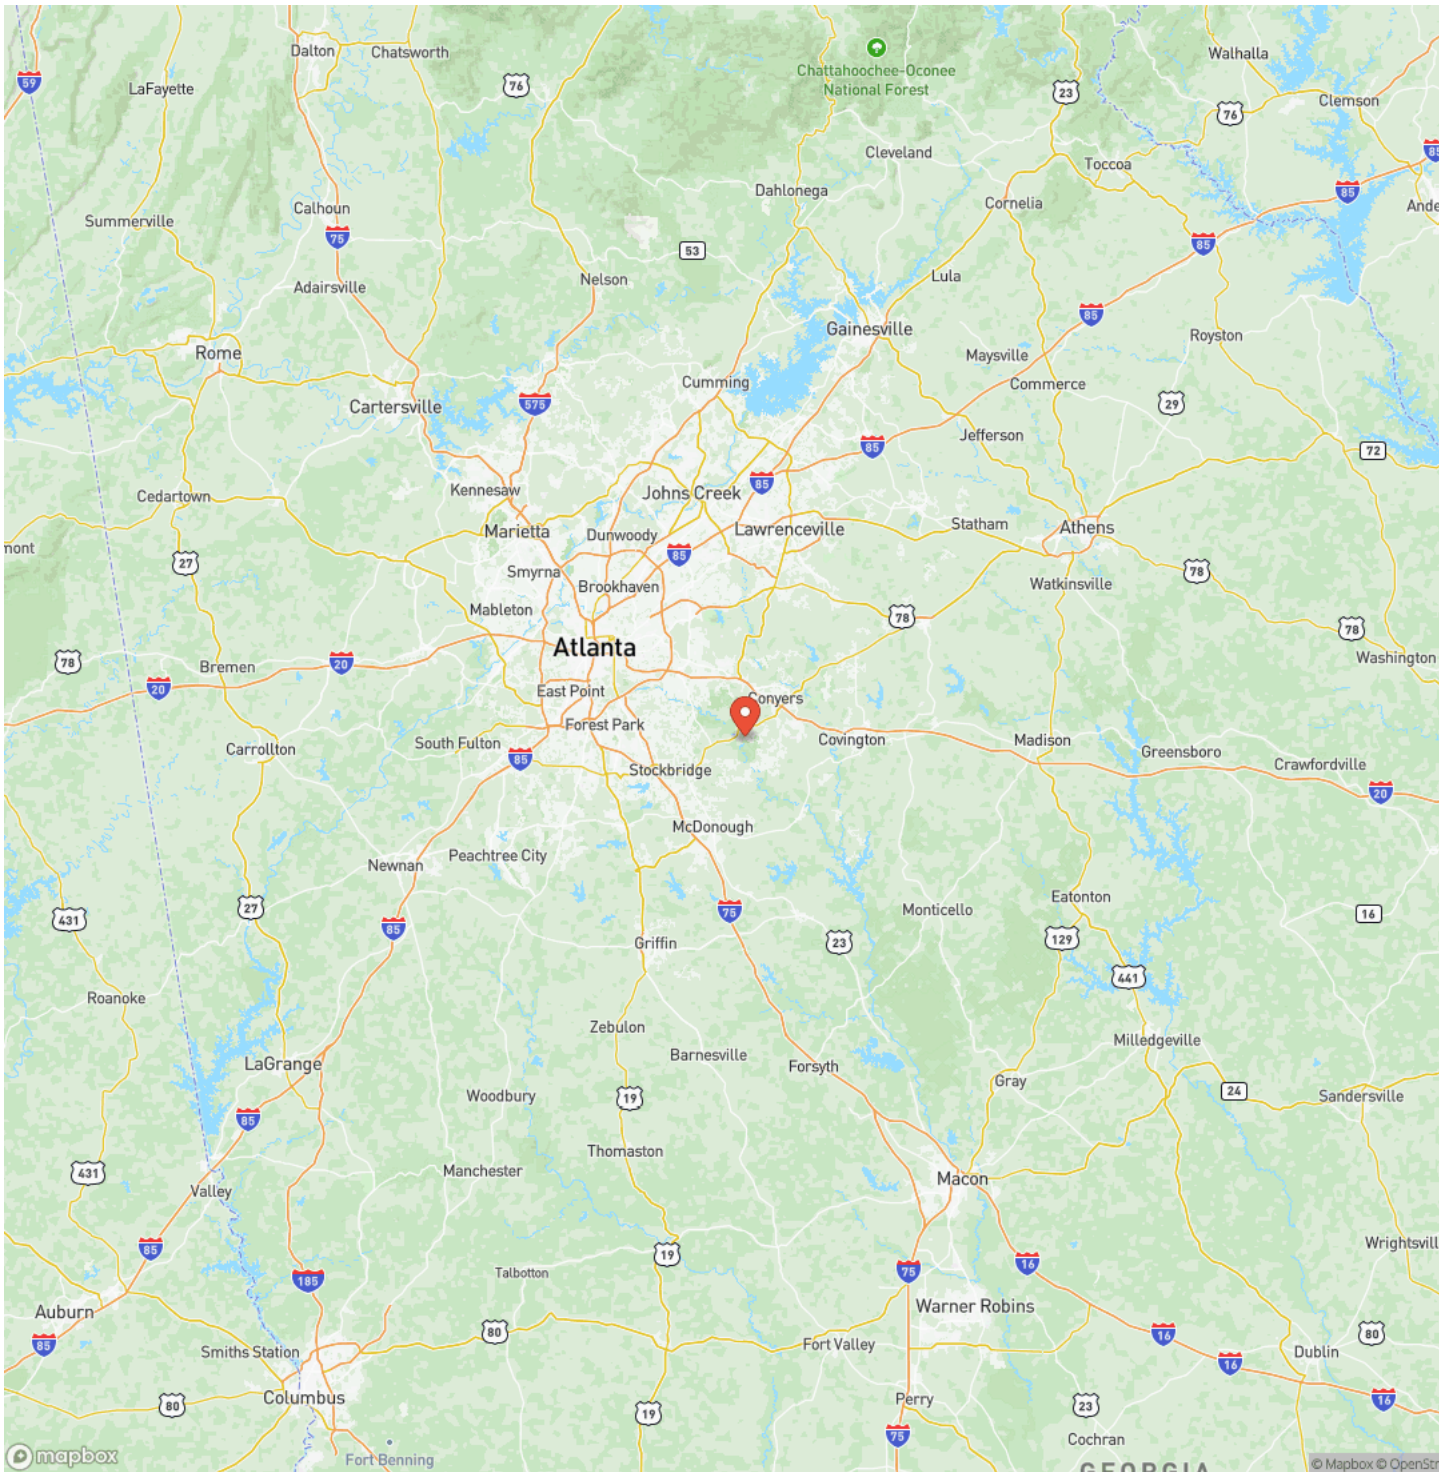 Dalton
Chatsworth
Walhalla
59
LaFayette
76
Chattahoochee-Oconee
National Forest
23
76
Clemson
Cleveland
85
Toccoa
Dahlonega
85
Summerville
Calhoun
Cornelia
Ande
75
53
85
Nelson
Lula
Adairsville
85
Gainesville
Royston
Rome
Maysville
Cumming
Commerce
Cartersville
575
29
Jefferson
85
72
Kennesaw
85
Johns Creek
Cedartown
Marietta
Dunwoody
Lawrenceville
Statham
Athens
mont
85
27
Smyrna
78
Brookhaven
Watkinsville
Mableton
78
78
Atlanta
78
Bremen
20
Washington
20
East Point
Conyers
Forest Park
South Fulton
Carrollton
85
Covington
Madison
Greensboro
Stockbridge
Crawfordville
20
McDonough
Newnan
Peachtree City
431
27
75
Monticello
Eatonton
16
85
Griffin
23
129
441
Roanoke
Zebulon
Milledgeville
LaGrange
Barnesville
Forsyth
Gray
Woodbury
19
24
Sandersville
85
Thomaston
431
Manchester
Macon
Valley
85
19
Wrightsvill
185
Talbotton
75
16
Auburn
Warner Robins
85
80
16
80
Smiths Station
Fort Valley
16
Dublin
Columbus
80
19
Perry
23
16
75
Cochran
mapbox
Fort Benning
GEORGIA
© Mapbox © OpenStr